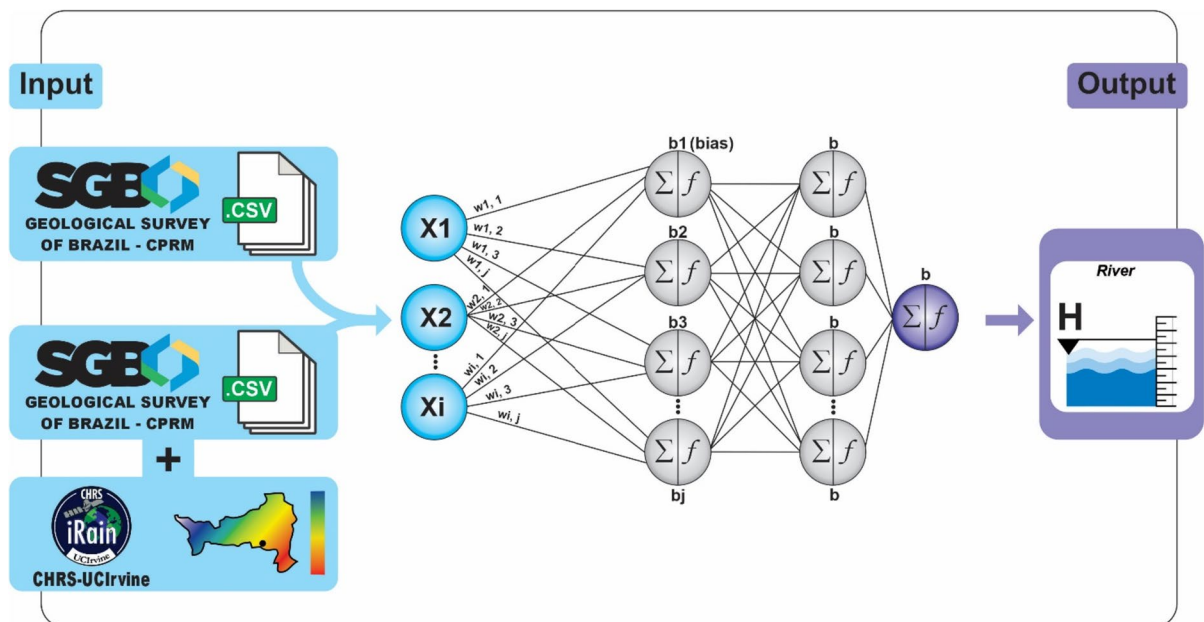 Input
Output
SGB
GEOLOGICAL SURVEY
OF BRAZIL - CPRM
.CSV
SGB
GEOLOGICAL SURVEY
OF BRAZIL - CPRM
.CSV
+
CHRS
iRain
UCIrvine
CHRS-UCIrvine
X1
X2
Xi
w1, 1
w1, 2
w1, 3
w1, j
w2, 1
w2, 2
w2, 3
w2, j
wi, 1
wi, 2
wi, 3
wi, j
b1 (bias)
Σ f
b2
Σ f
b3
Σ f
Σ f
bj
b
Σ f
b
Σ f
b
Σ f
Σ f
b
b
Σ f
River
H